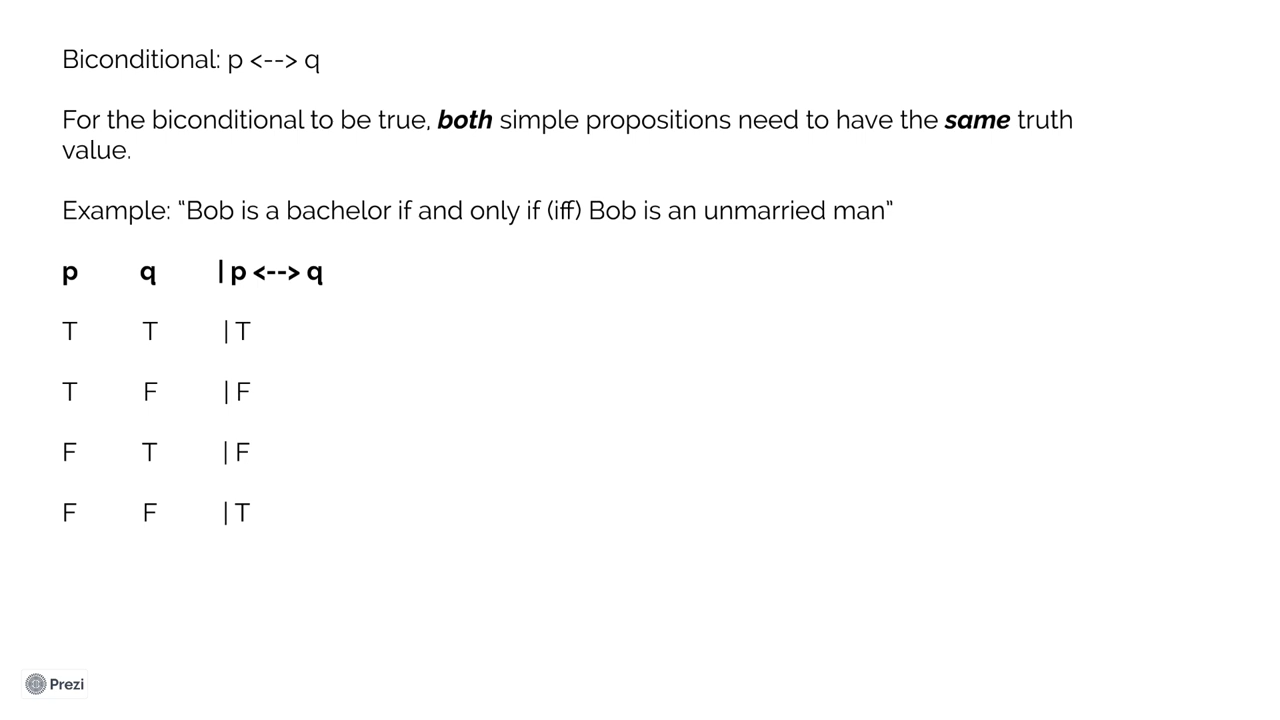 Biconditional: p <--> q
For the biconditional to be true, both simple propositions need to have the same truth
value.
Example: “Bob is a bachelor if and only if (iff) Bob is an unmarried man”
p q | p <--> q
T T | T
T F | F
F T | F
F F | T
Prezi